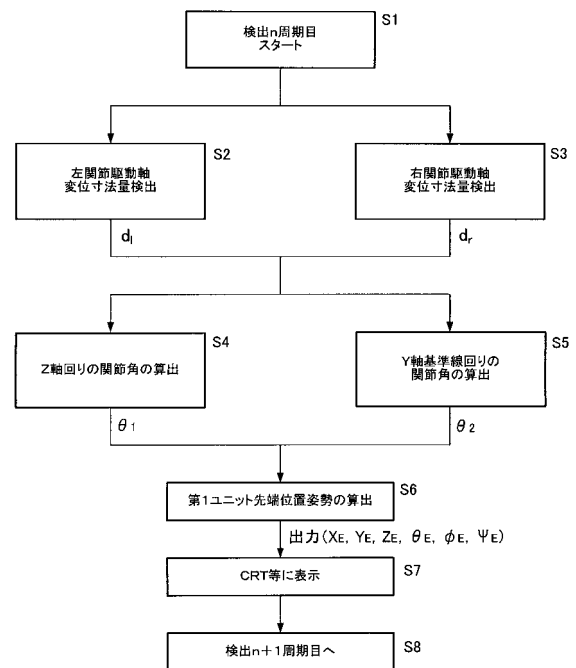 検出n周期目
スタート
S1
左関節駆動軸
変位寸法量検出
S2
右関節駆動軸
変位寸法量検出
S3
dl
dr
Z軸回りの関節角の算出
S4
Y軸基準線回りの
関節角の算出
S5
θ1
θ2
第1ユニット先端位置姿勢の算出
S6
出力(XE, YE, ZE, θE, φE, ΨE)
CRT等に表示
S7
検出n+1周期目へ
S8